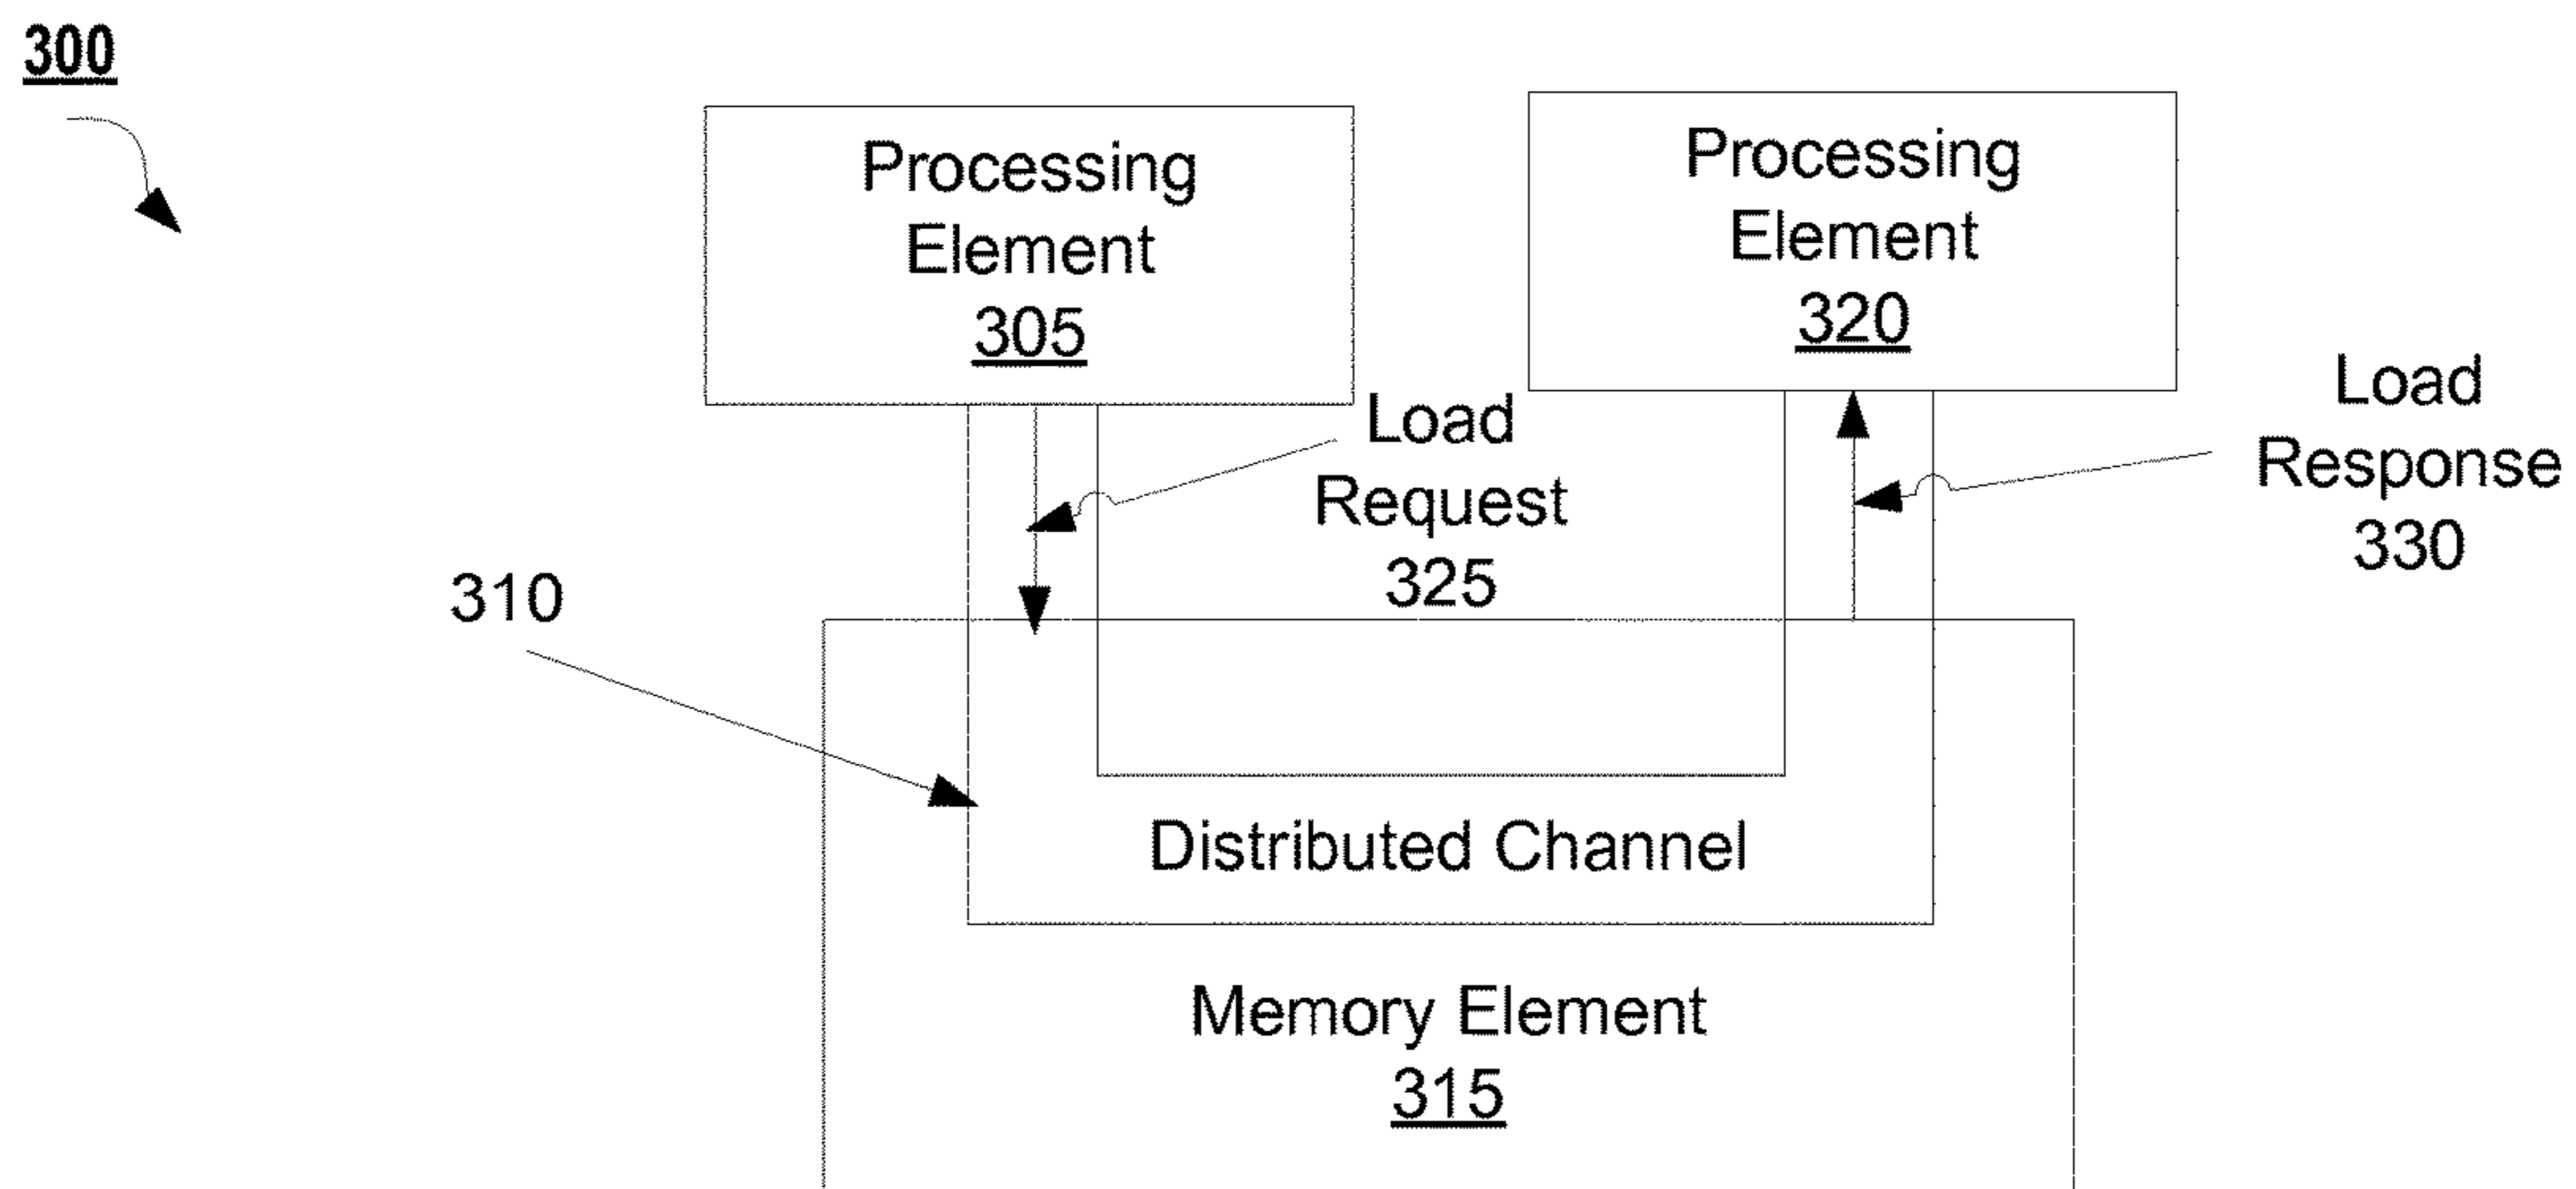 300
Processing
Element
305
Processing
Element
320
Load
Request
325
Load
Response
330
310
Distributed Channel
Memory Element
315